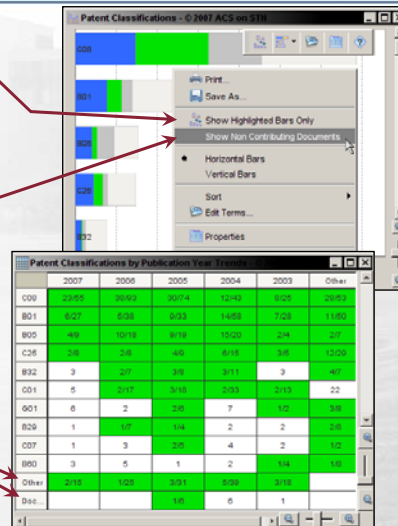 Patent Classifications - ©2007 ACS on STN
C08
Print...
Save As...
B01
Show Highlighted Bars Only
Show Non Contributing Documents
B05
Horizontal Bars
Vertical Bars
C25
Sort
Edit Terms...
B32
Properties
Patent Classifications by Publication Year Trends
2007 2006 2005 2004 2003 Other
C08 23/55 30/74 12/43 8/25 28/53
B01 6/27 5/38 9/33 14/58 7/28 11/50
B05 4/9 10/18 9/19 15/20 2/4 2/7
C25 2/8 2/8 4/9 6/15 3/6 12/20
B32 3 2/7 3/8 3/11 3 4/7
C01 5 2/17 3/18 2/33 2/13 22
G01 6 2 2/6 7 1/2 3/8
B29 1 1/7 1/4 2 2 2/8
C07 1 3 2/5 4 2 1/2
B60 3 5 1 2 1/4
Other 2/15 1/25 3/31 5/39 3/18
Doc... 1/6 6 1